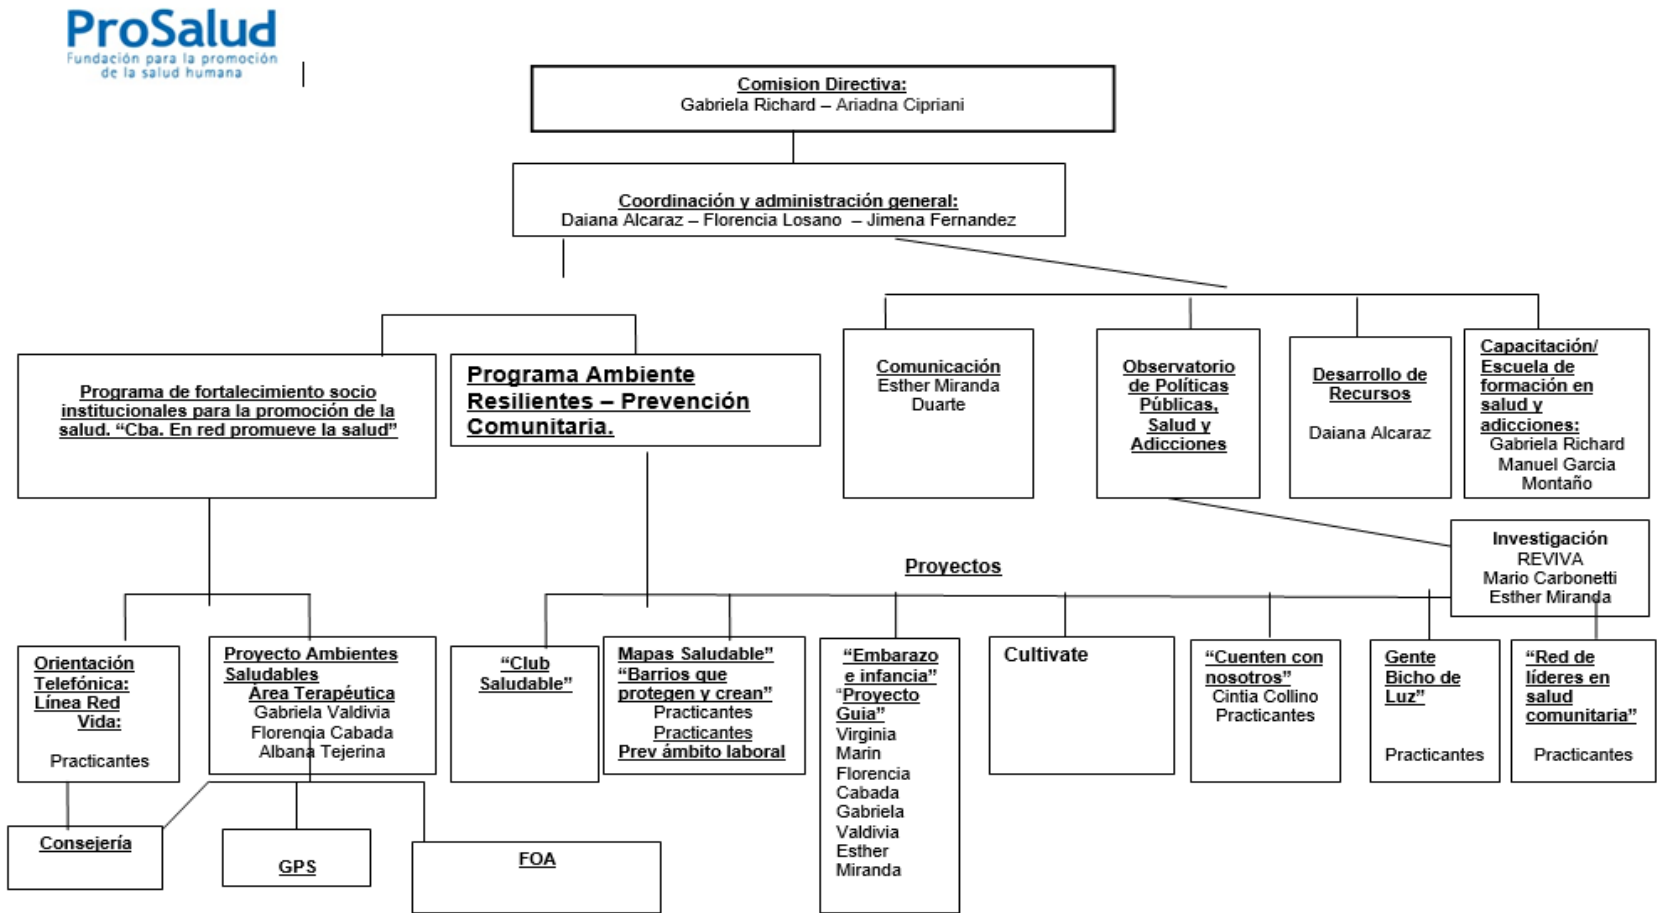 ProSalud
Fundación para la promoción
de la salud humana
Comision Directiva:
Gabriela Richard – Ariadna Cipriani
Coordinación y administración general:
Daiana Alcaraz – Florencia Losano – Jimena Fernandez
Programa de fortalecimiento socio
institucionales para la promoción de la
salud. “Cba. En red promueve la salud”
Programa Ambiente
Resilientes – Prevención
Comunitaria.
Comunicación
Esther Miranda
Duarte
Observatorio
de Políticas
Públicas,
Salud y
Adicciones
Desarrollo de
Recursos
Daiana Alcaraz
Capacitación/
Escuela de
formación en
salud y
adicciones:
Gabriela Richard
Manuel Garcia
Montaño
Investigación
REVIVA
Mario Carbonetti
Esther Miranda
Proyectos
Orientación
Telefónica:
Línea Red
Vida:
Practicantes
Proyecto Ambientes
Saludables
Área Terapéutica
Gabriela Valdivia
Florencia Cabada
Albana Tejerina
“Club
Saludable”
Mapas Saludable”
“Barrios que
protegen y crean”
Practicantes
Practicantes
Prev ámbito laboral
“Embarazo
e infancia”
“Proyecto
Guia”
Virginia
Marin
Florencia
Cabada
Gabriela
Valdivia
Esther
Miranda
Cultivate
“Cuenten con
nosotros”
Cintia Collino
Practicantes
Gente
Bicho de
Luz”
Practicantes
“Red de
líderes en
salud
comunitaria”
Practicantes
Consejería
GPS
FOA